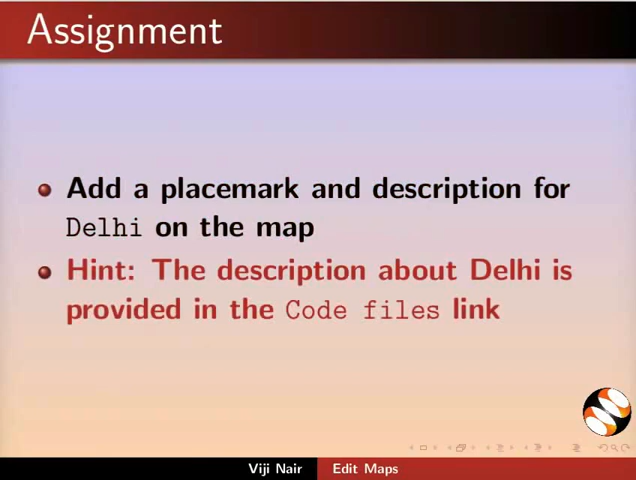 Assignment
Add a placemark and description for
Delhi on the map
Hint: The description about Delhi is
provided in the Code files link
Viji Nair Edit Maps